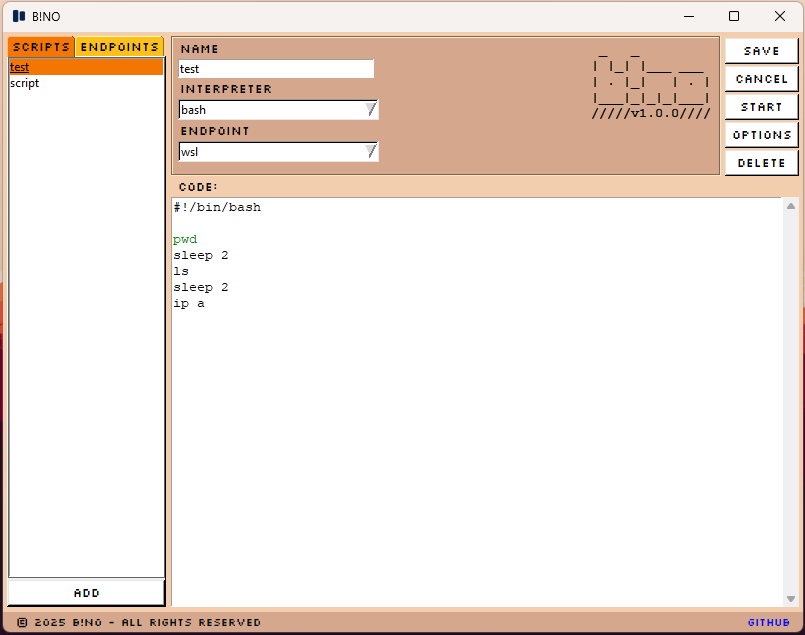 B!NO
SCRIPTS ENDPOINTS
test
script
ADD
NAME
test
INTERPRETER
bash
ENDPOINT
wsl
/////v1.0.0////
SAVE
CANCEL
START
OPTIONS
DELETE
CODE:
#!/bin/bash
pwd
sleep 2
ls
sleep 2
ip a
© 2025 B!NO - ALL RIGHTS RESERVED
GITHUB